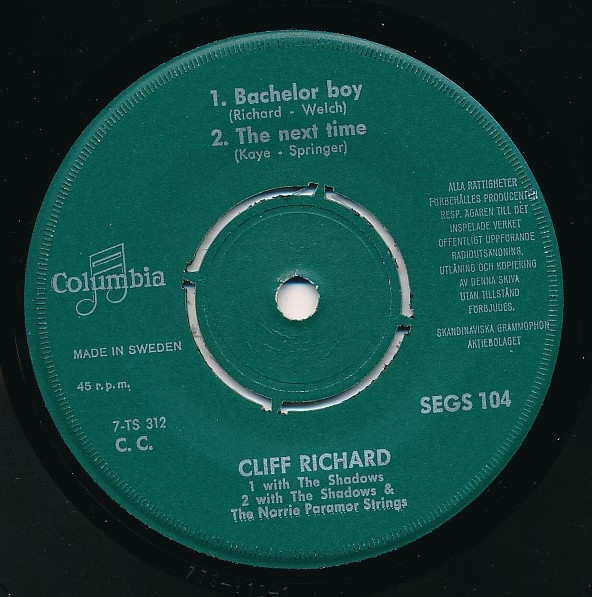 1. Bachelor boy
(Richard - Welch)
2. The next time
(Kaye - Springer)
Columbia
MADE IN SWEDEN
45 r.p.m.
7-TS 312
C. C.
ALLA RÄTTIGHETER
FÖRBEHÅLLES PRODUCENTEN
RESP. ÄGAREN TILL DET
INSPELADE VERKET
OFFENTLIGT UPPFÖRANDE
RADIOUTSÄNDNING,
UTLÅNING OCH KOPIERING
AV DENNA SKIVA
UTAN TILLSTÅND
FÖRBJUDES.
SKANDINAVISKA GRAMMOPHON
AKTIEBOLAGET
SEGS 104
CLIFF RICHARD
1 with The Shadows
2 with The Shadows &
The Norrie Paramor Strings